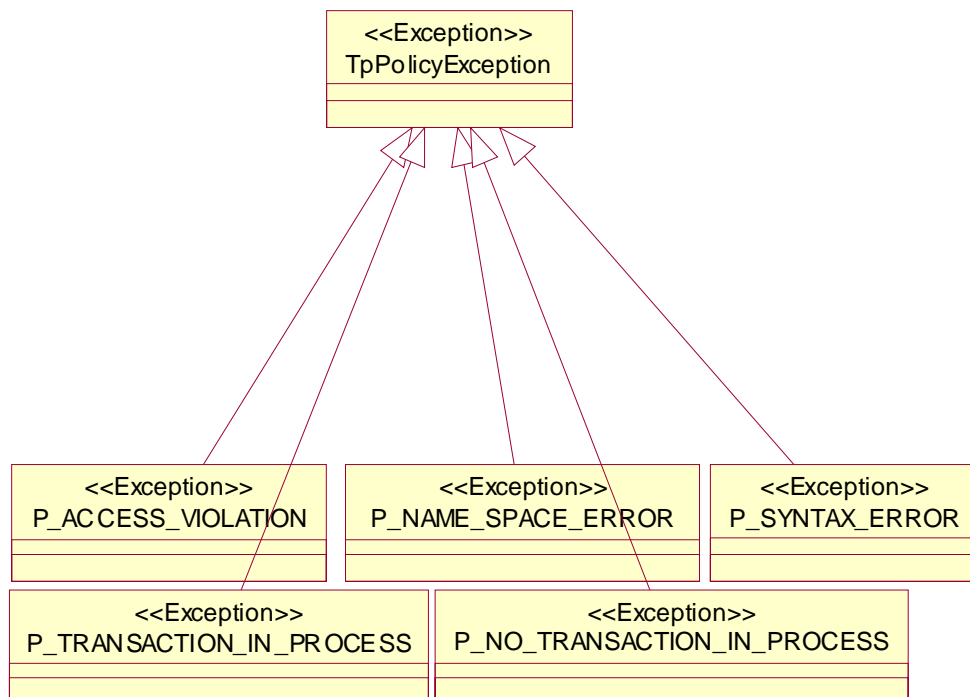 <<Exception>>
TpPolicyException
<<Exception>>
P_ACCESS_VIOLATION
<<Exception>>
P_NAME_SPACE_ERROR
<<Exception>>
P_SYNTAX_ERROR
<<Exception>>
P_TRANSACTION_IN_PROCESS
<<Exception>>
P_NO_TRANSACTION_IN_PROCESS